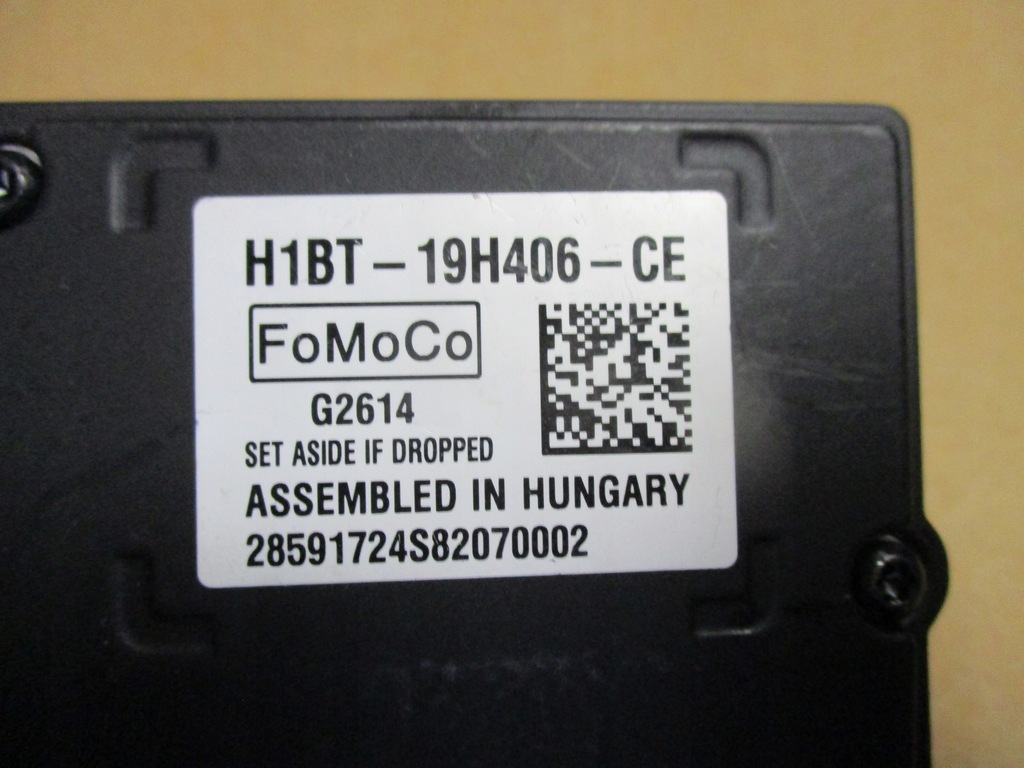 H1BT – 19H406 – CE
FoMoCo
G2614
SET ASIDE IF DROPPED
ASSEMBLED IN HUNGARY
28591724S82070002